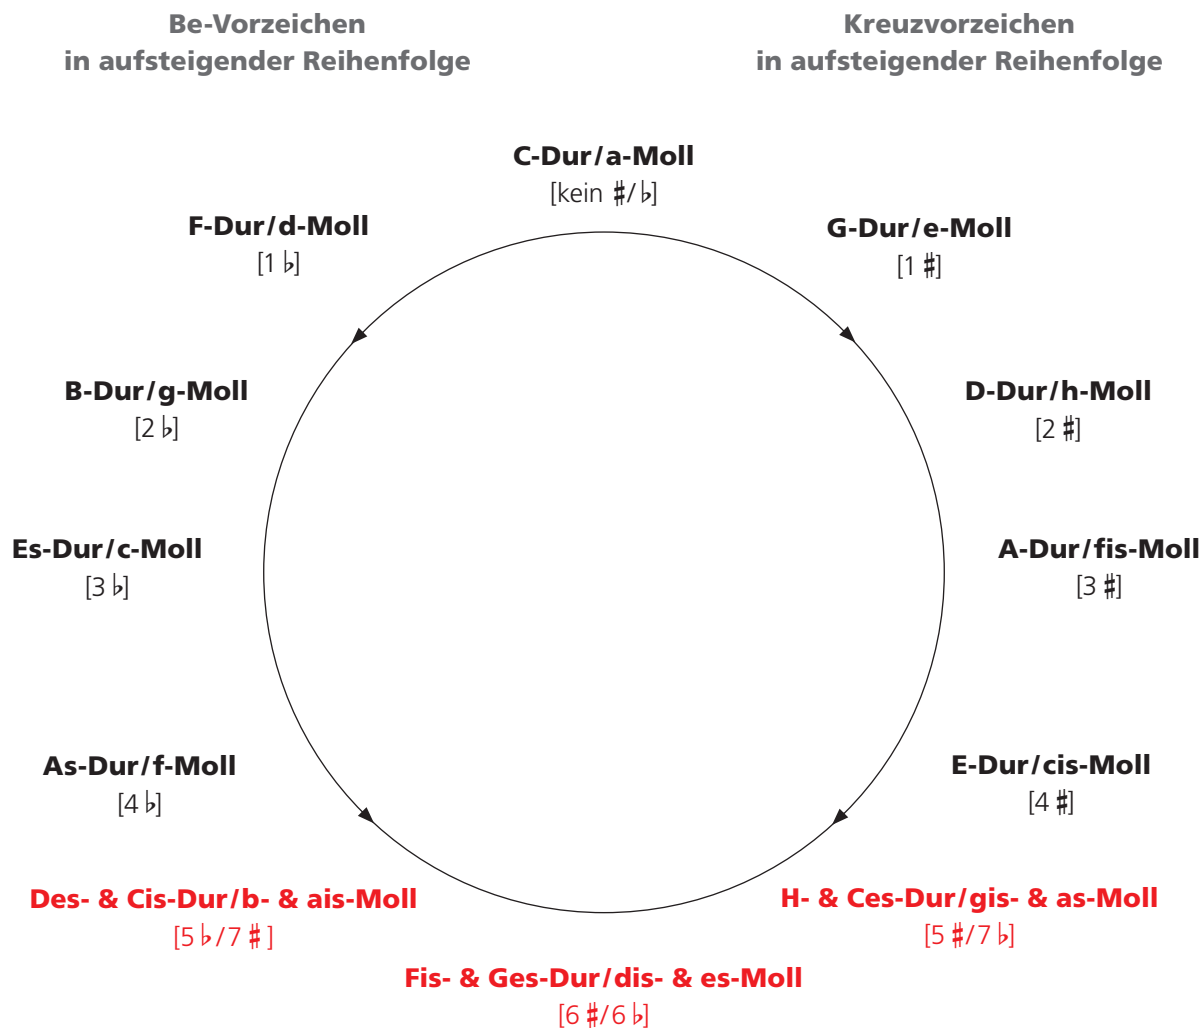 Be-Vorzeichen
in aufsteigender Reihenfolge
Kreuzvorzeichen
in aufsteigender Reihenfolge
C-Dur/a-Moll
[kein ♯/♭]
F-Dur/d-Moll
[1 ♭]
G-Dur/e-Moll
[1 ♯]
B-Dur/g-Moll
[2 ♭]
D-Dur/h-Moll
[2 ♯]
Es-Dur/c-Moll
[3 ♭]
A-Dur/fis-Moll
[3 ♯]
As-Dur/f-Moll
[4 ♭]
E-Dur/cis-Moll
[4 ♯]
Des- & Cis-Dur/b- & ais-Moll
[5 ♭/7 ♯ ]
H- & Ces-Dur/gis- & as-Moll
[5 ♯/7 ♭]
Fis- & Ges-Dur/dis- & es-Moll
[6 ♯/6 ♭]